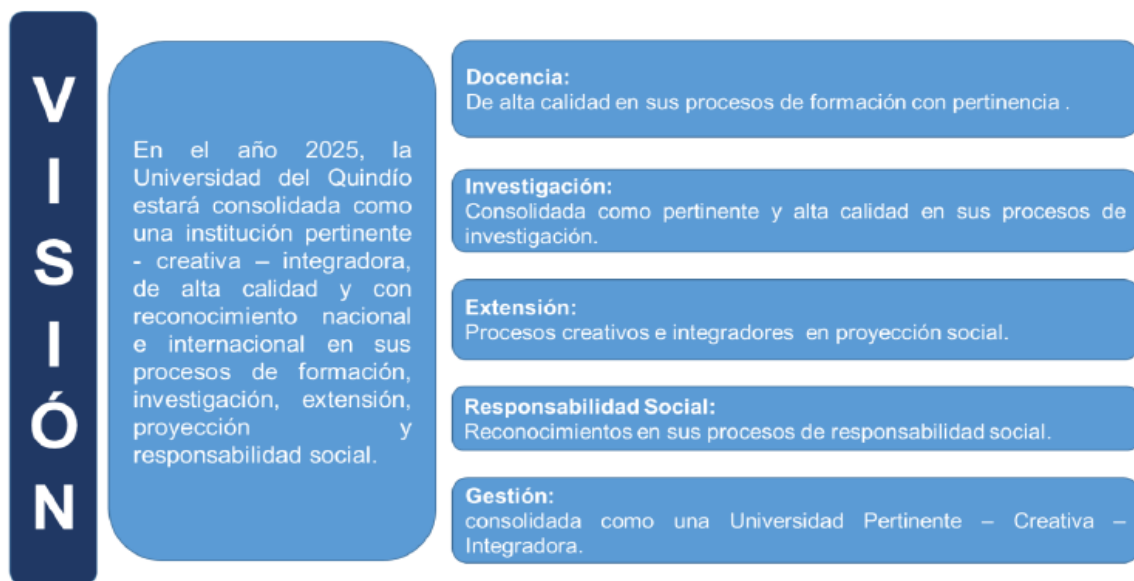 VISIÓN
En el año 2025, la
Universidad del Quindío
estará consolidada como
una institución pertinente
- creativa – integradora,
de alta calidad y con
reconocimiento nacional
e internacional en sus
procesos de formación,
investigación, extensión,
proyección y
responsabilidad social.
Docencia:
De alta calidad en sus procesos de formación con pertinencia .
Investigación:
Consolidada como pertinente y alta calidad en sus procesos de
investigación.
Extensión:
Procesos creativos e integradores en proyección social.
Responsabilidad Social:
Reconocimientos en sus procesos de responsabilidad social.
Gestión:
consolidada como una Universidad Pertinente – Creativa –
Integradora.